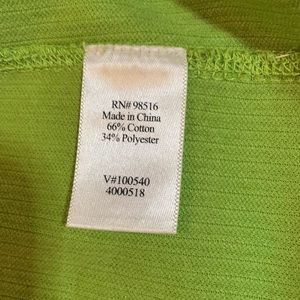 RN# 98516
Made in China
66% Cotton
34% Polyester
V#100540
4000518